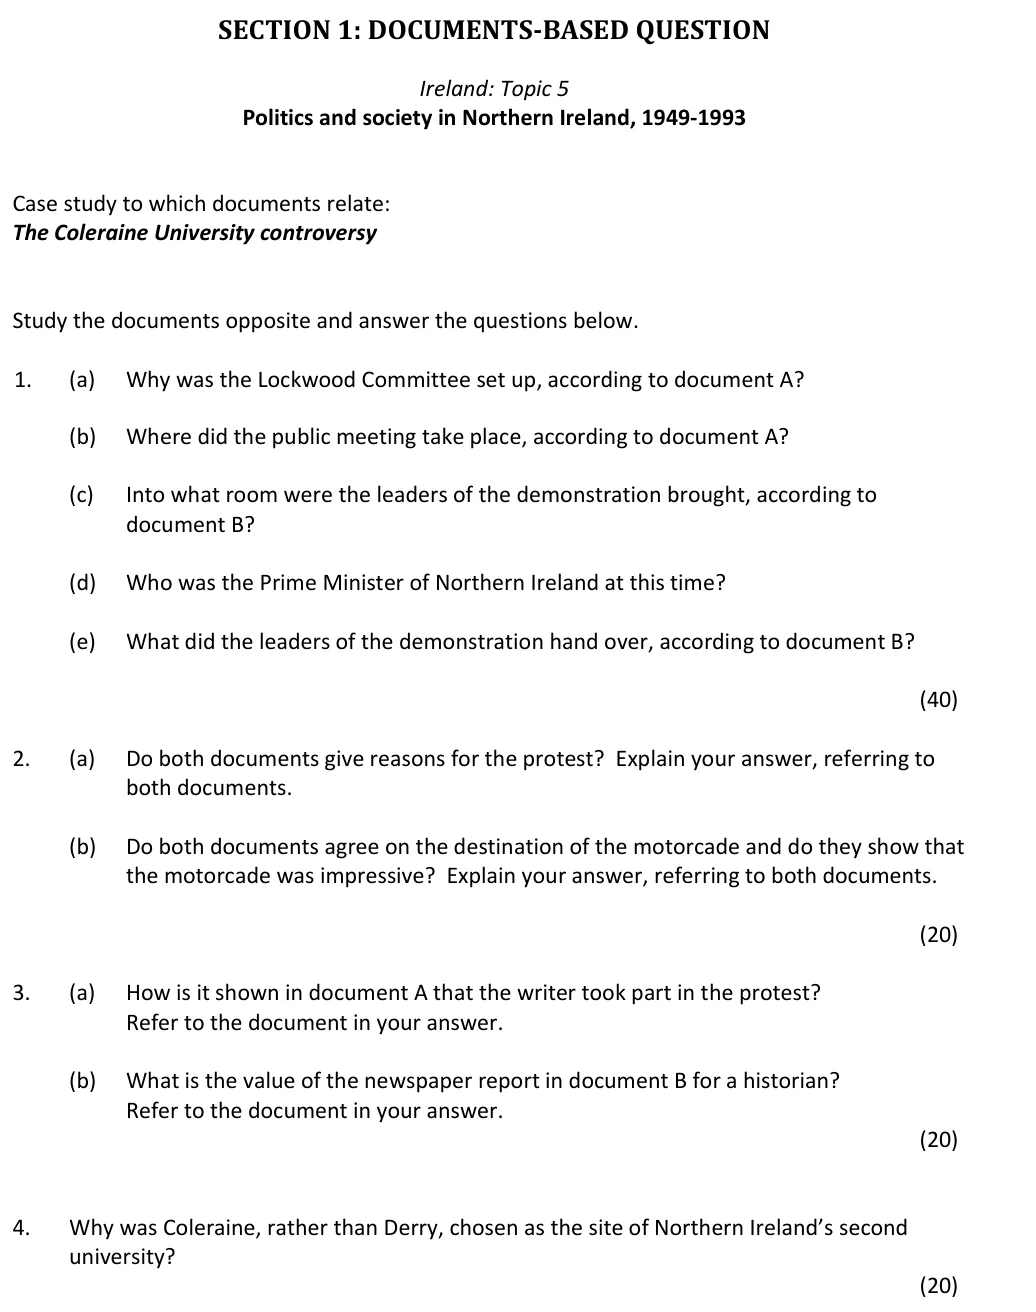 SECTION 1: DOCUMENTS-BASED QUESTION
Ireland: Topic 5
Politics and society in Northern Ireland, 1949-1993
Case study to which documents relate:
The Coleraine University controversy
Study the documents opposite and answer the questions below.
1. (a) Why was the Lockwood Committee set up, according to document A?
(b) Where did the public meeting take place, according to document A?
(c) Into what room were the leaders of the demonstration brought, according to
document B?
(d) Who was the Prime Minister of Northern Ireland at this time?
(e) What did the leaders of the demonstration hand over, according to document B?
(40)
2. (a) Do both documents give reasons for the protest? Explain your answer, referring to
both documents.
(b) Do both documents agree on the destination of the motorcade and do they show that
the motorcade was impressive? Explain your answer, referring to both documents.
(20)
3. (a) How is it shown in document A that the writer took part in the protest?
Refer to the document in your answer.
(b) What is the value of the newspaper report in document B for a historian?
Refer to the document in your answer.
(20)
4. Why was Coleraine, rather than Derry, chosen as the site of Northern Ireland’s second
university?
(20)